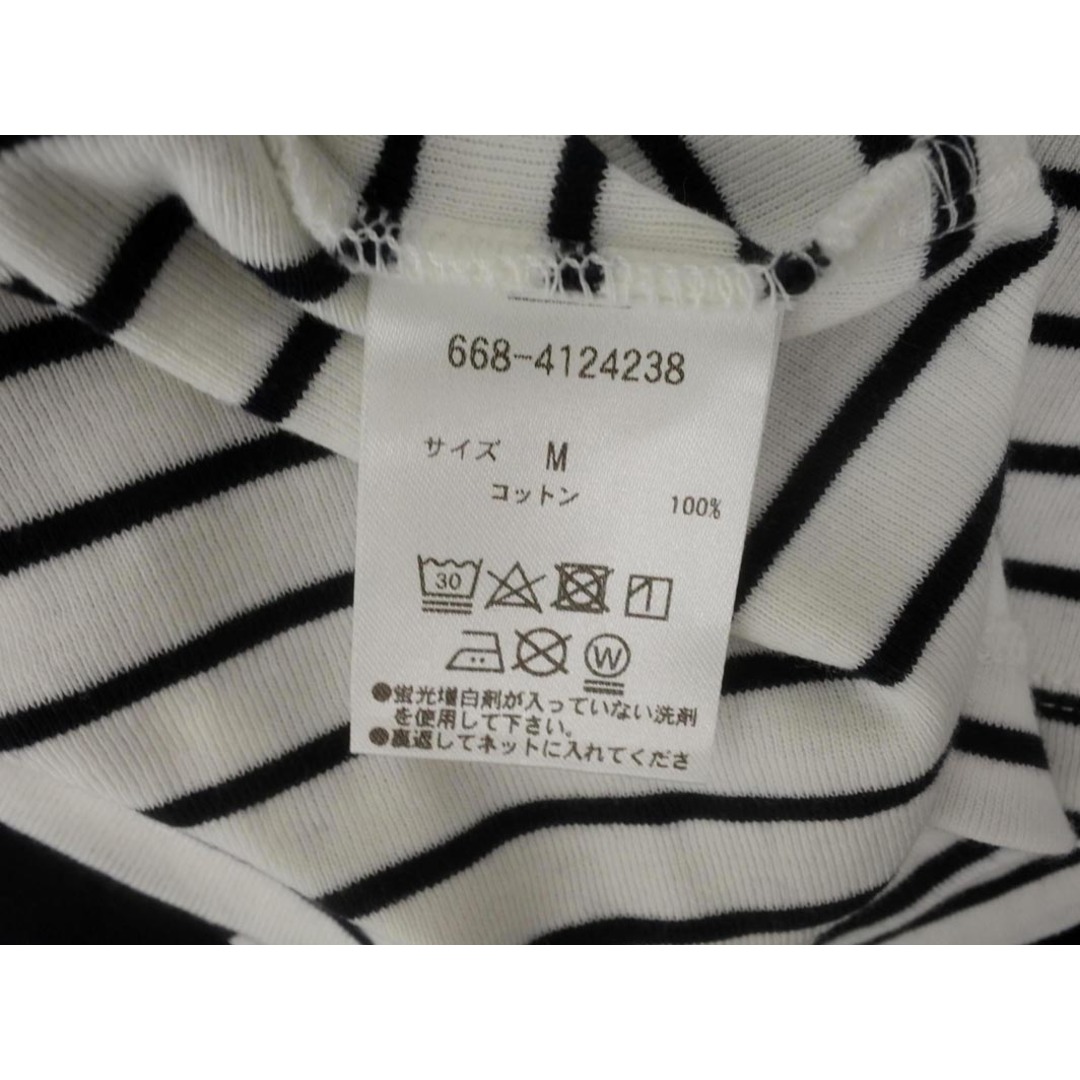 668-4124238
サイズ M
コットン 100%
30
W
●蛍光増白剤が入っていない洗剤
を使用して下さい。
●裏返してネットに入れてくださ